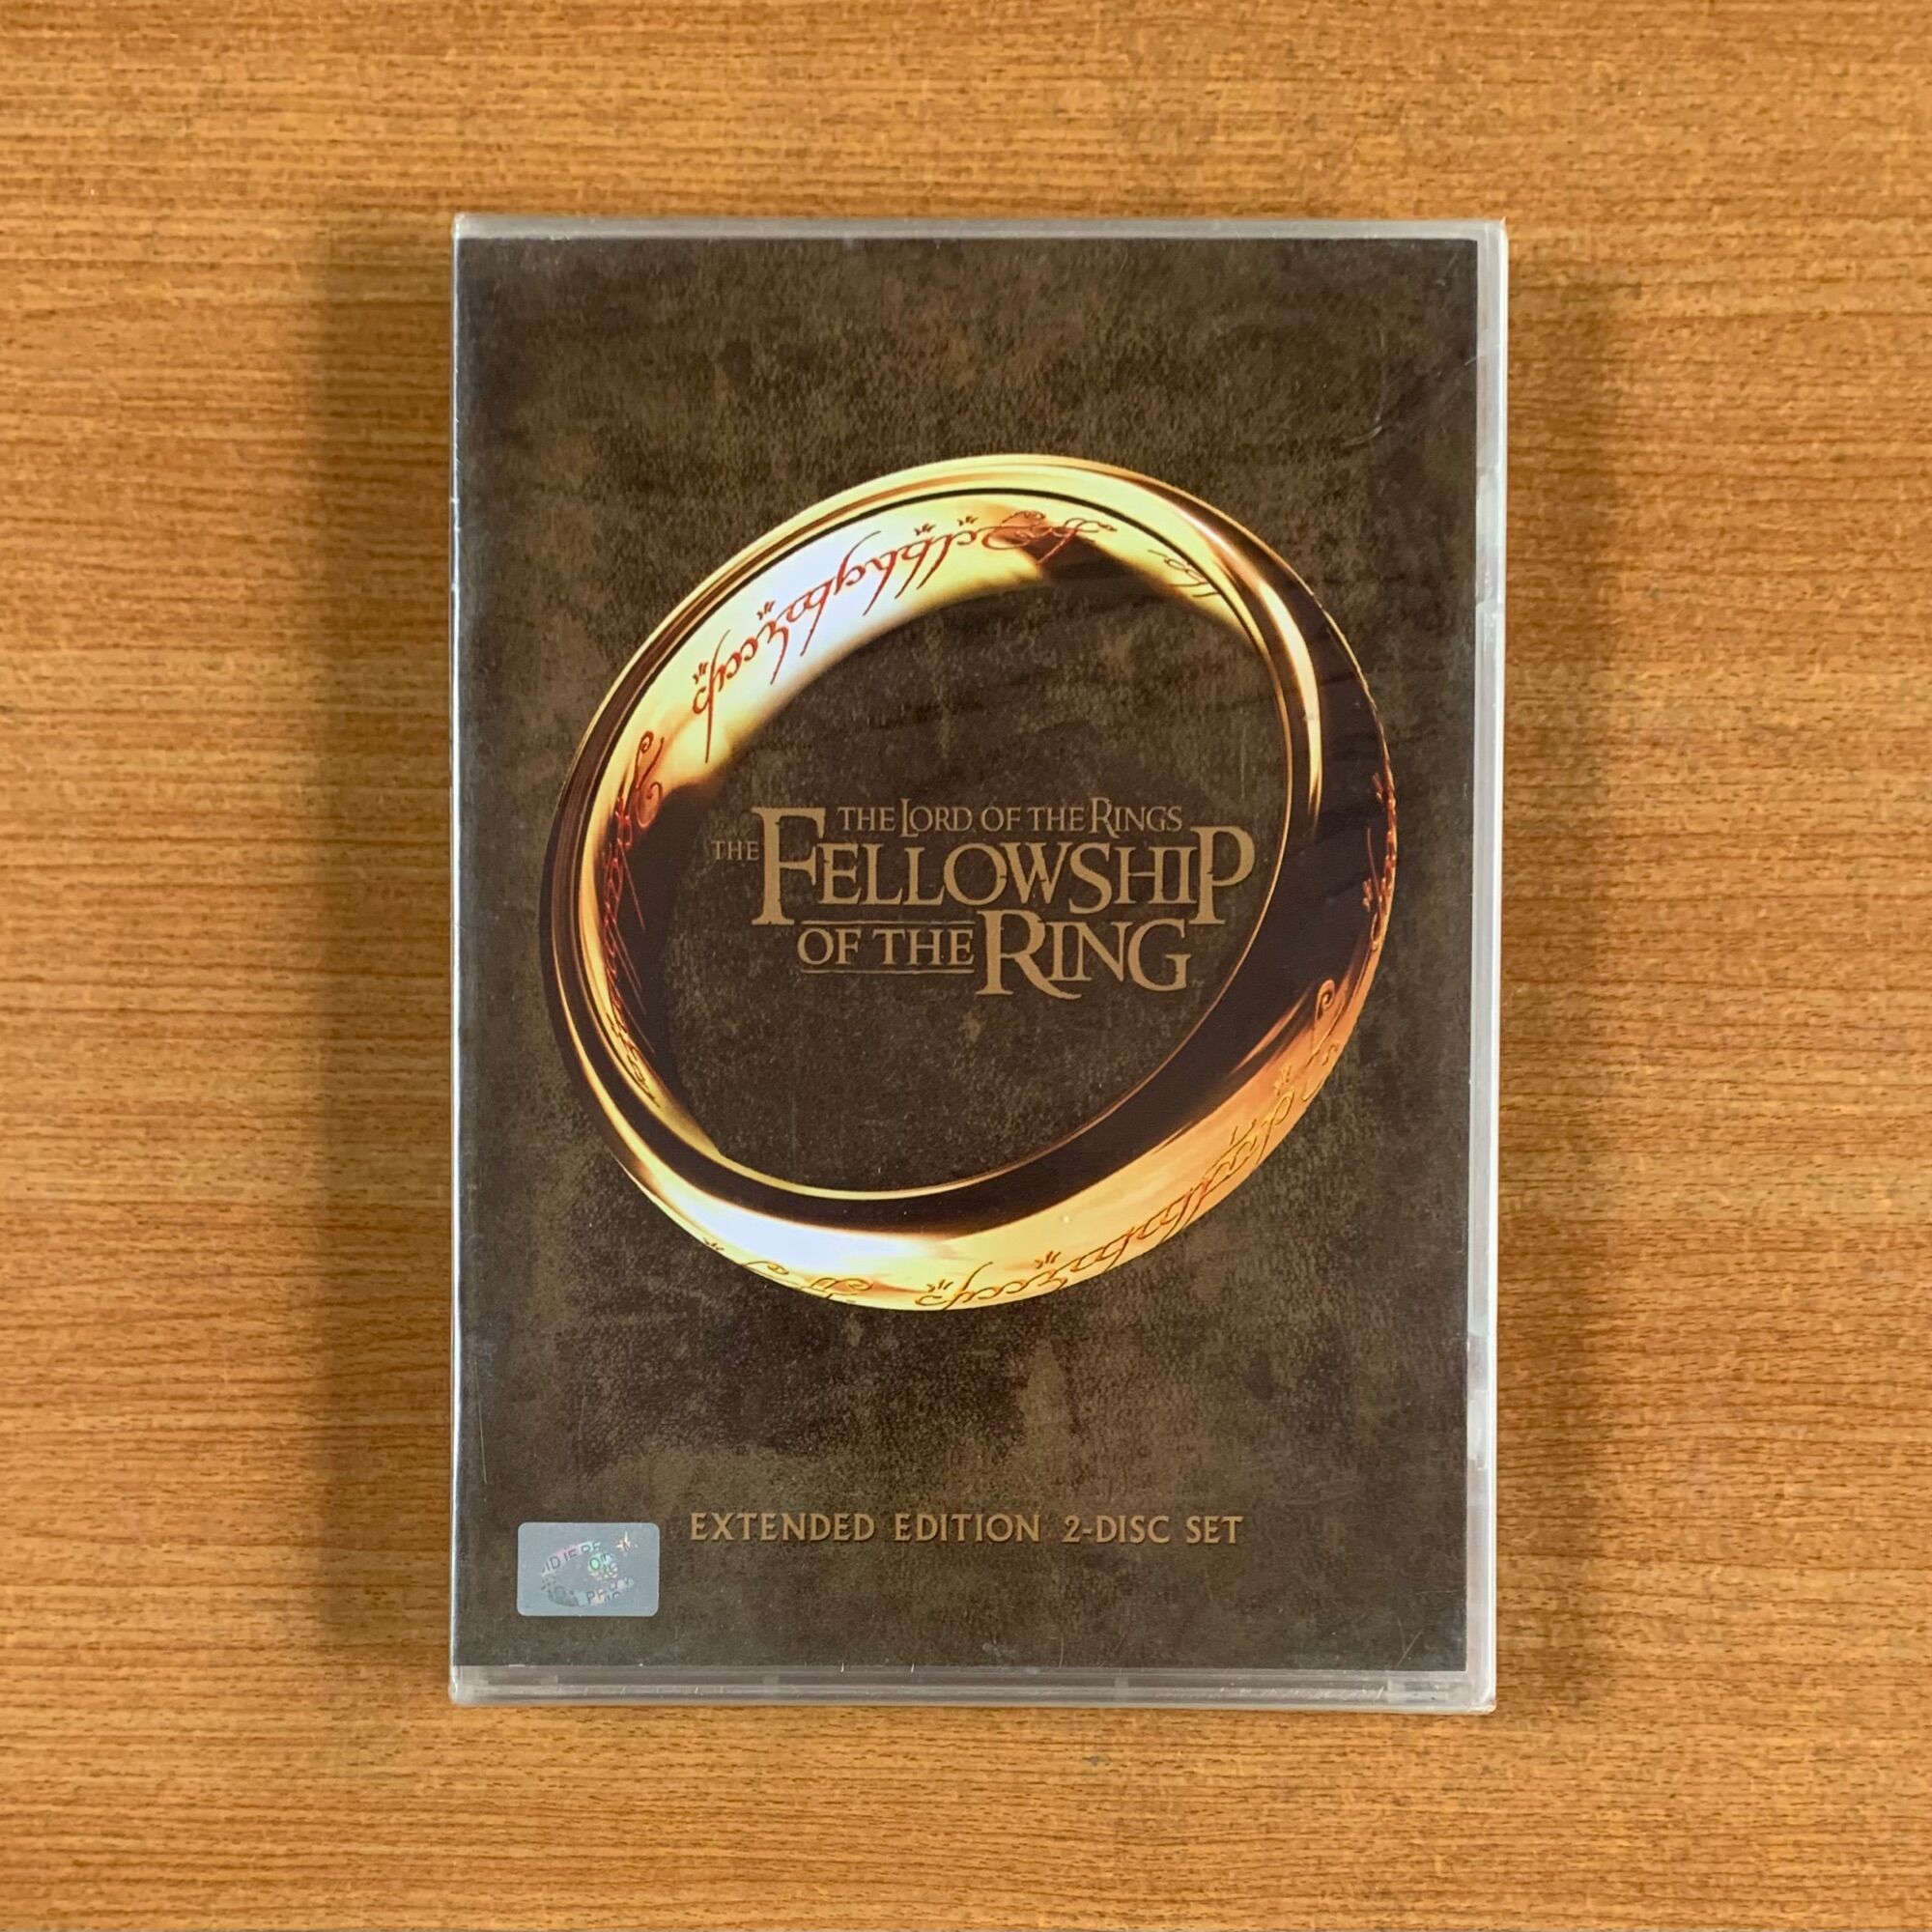 THE LORD OF THE RINGS
THE FELLOWSHIP
OF THE RING
EXTENDED EDITION 2-DISC SET